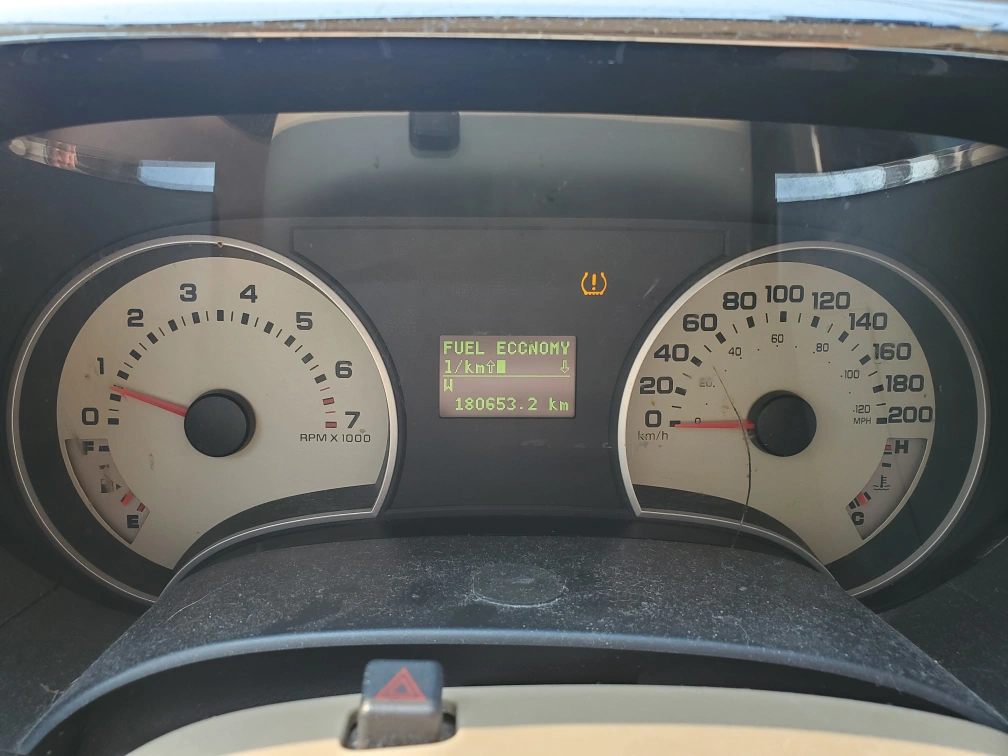 FUEL ECONOMY
l/km↑ ↓
W
180653.2 km
0 1 2 3 4 5 6 7
RPM X 1000
F
E
0 20 40 60 80 100 120 140 160 180 200
km/h
0 40 60 80 100 120
MPH
H
C